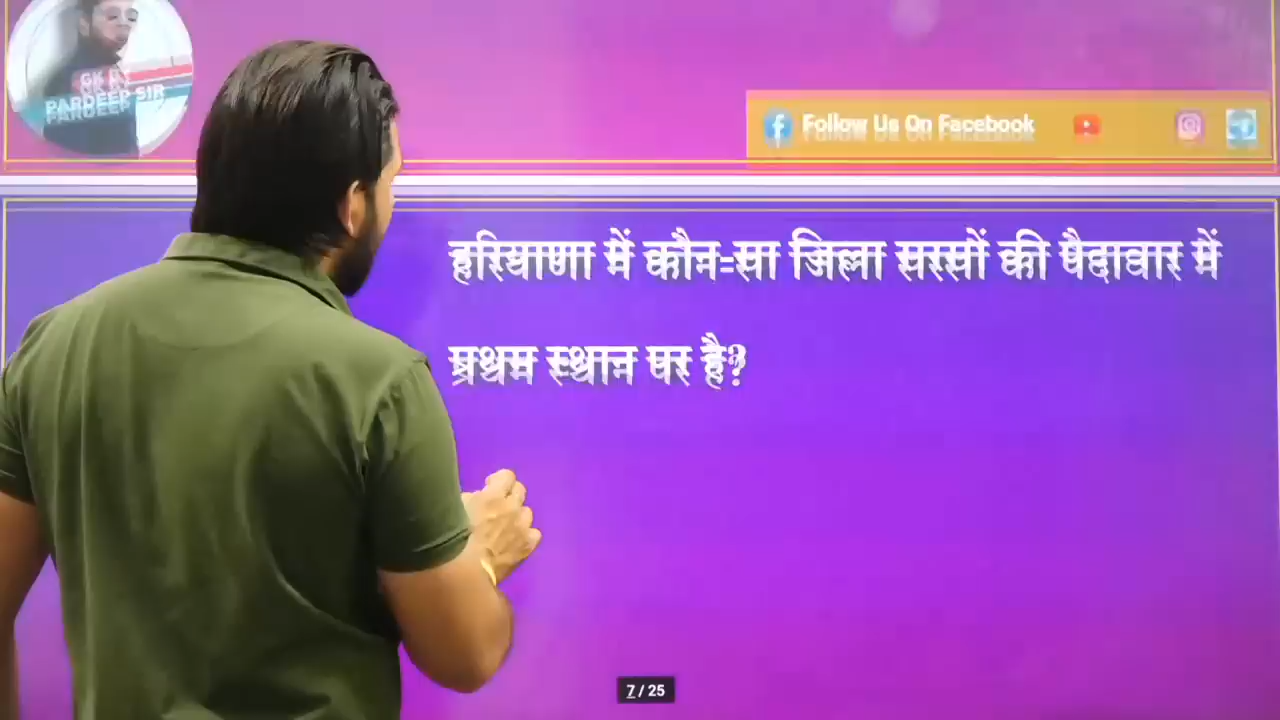 GK BY
PARDEEP SIR
Follow Us On Facebook
हरियाणा में कौन-सा जिला सरसों की पैदावार में
प्रथम स्थान पर है?
7 / 25